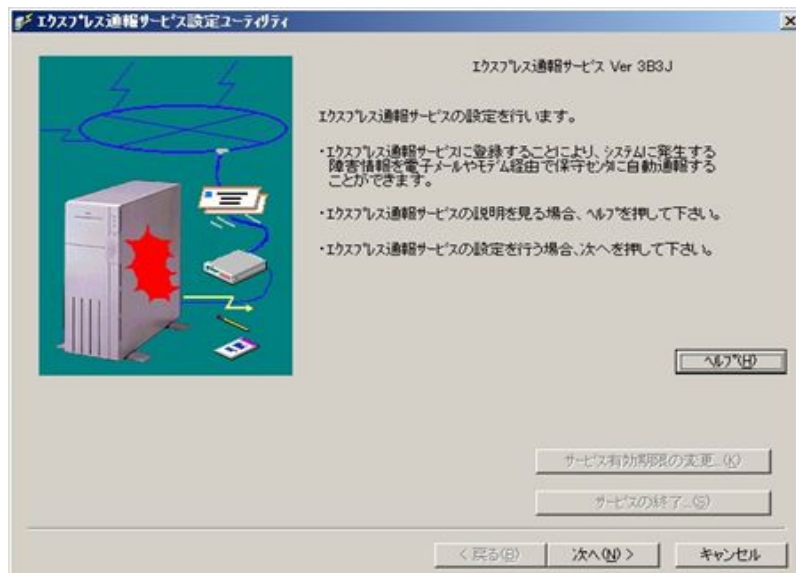 エクスプレス通報サービス設定ユーティリティ
エクスプレス通報サービス Ver 3B3J
エクスプレス通報サービスの設定を行います。
・エクスプレス通報サービスに登録することにより、システムに発生する
障害情報を電子メールやモデム経由で保守センタに自動通報する
ことができます。
・エクスプレス通報サービスの説明を見る場合、ヘルプを押して下さい。
・エクスプレス通報サービスの設定を行う場合、次へを押して下さい。
ヘルプ(H)
サービス有効期限の変更...(K)
サービスの終了...(S)
< 戻る(B)
次へ(N) >
キャンセル